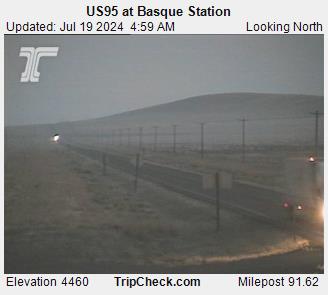 US95 at Basque Station
Updated: Jul 19 2024 4:59 AM Looking North
Elevation 4460 TripCheck.com Milepost 91.62